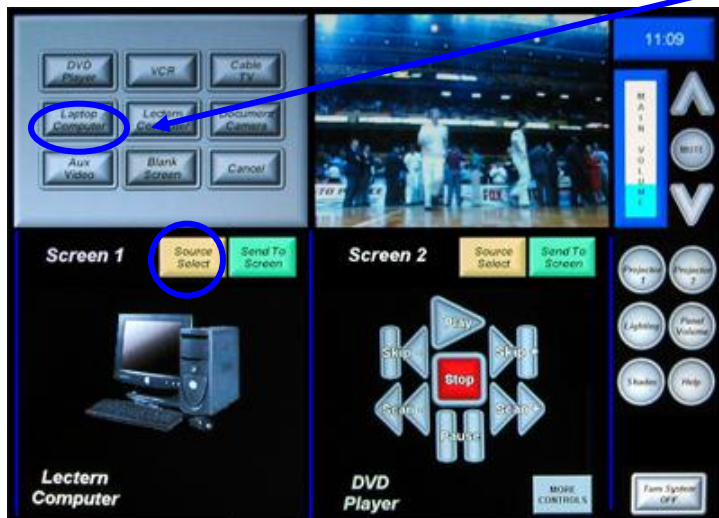 11:09
DVD
Player
VCR
Cable
TV
Laptop
Computer
Lectern
Computer
Document
Camera
Aux
Video
Blank
Screen
Cancel
FOX
MAIN VOLUME
MUTE
Screen 1
Source
Select
Send To
Screen
Screen 2
Source
Select
Send To
Screen
Projector
1
Projector
2
Lighting
Panel
Volume
Shades
Help
Play
Skip -
Skip +
Stop
Scan -
Scan +
Pause
Lectern
Computer
DVD
Player
MORE
CONTROLS
Turn System
OFF